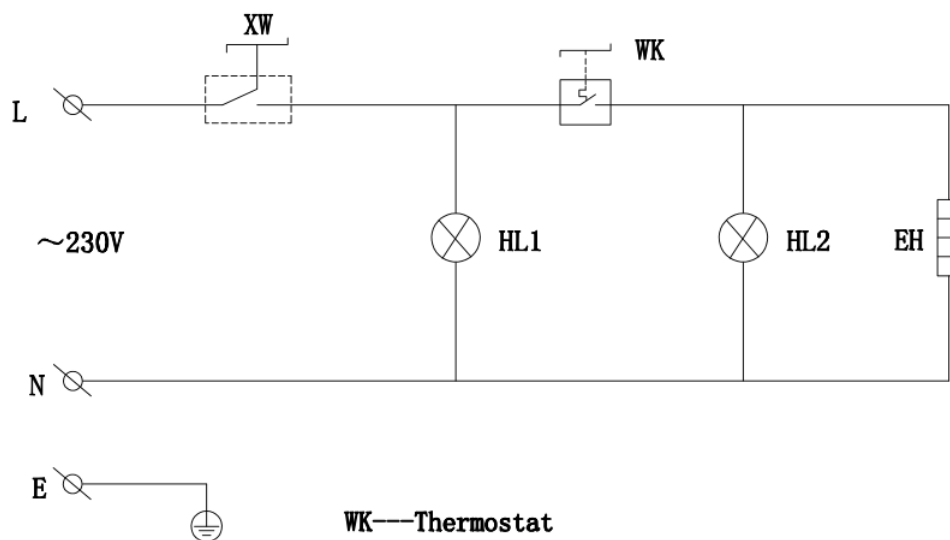 XW
WK
L
～230V
HL1
HL2
EH
N
E
WK---Thermostat